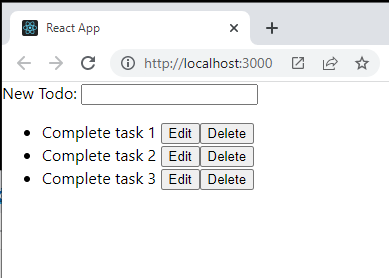 React App
http://localhost:3000
New Todo:
Complete task 1 Edit Delete
Complete task 2 Edit Delete
Complete task 3 Edit Delete